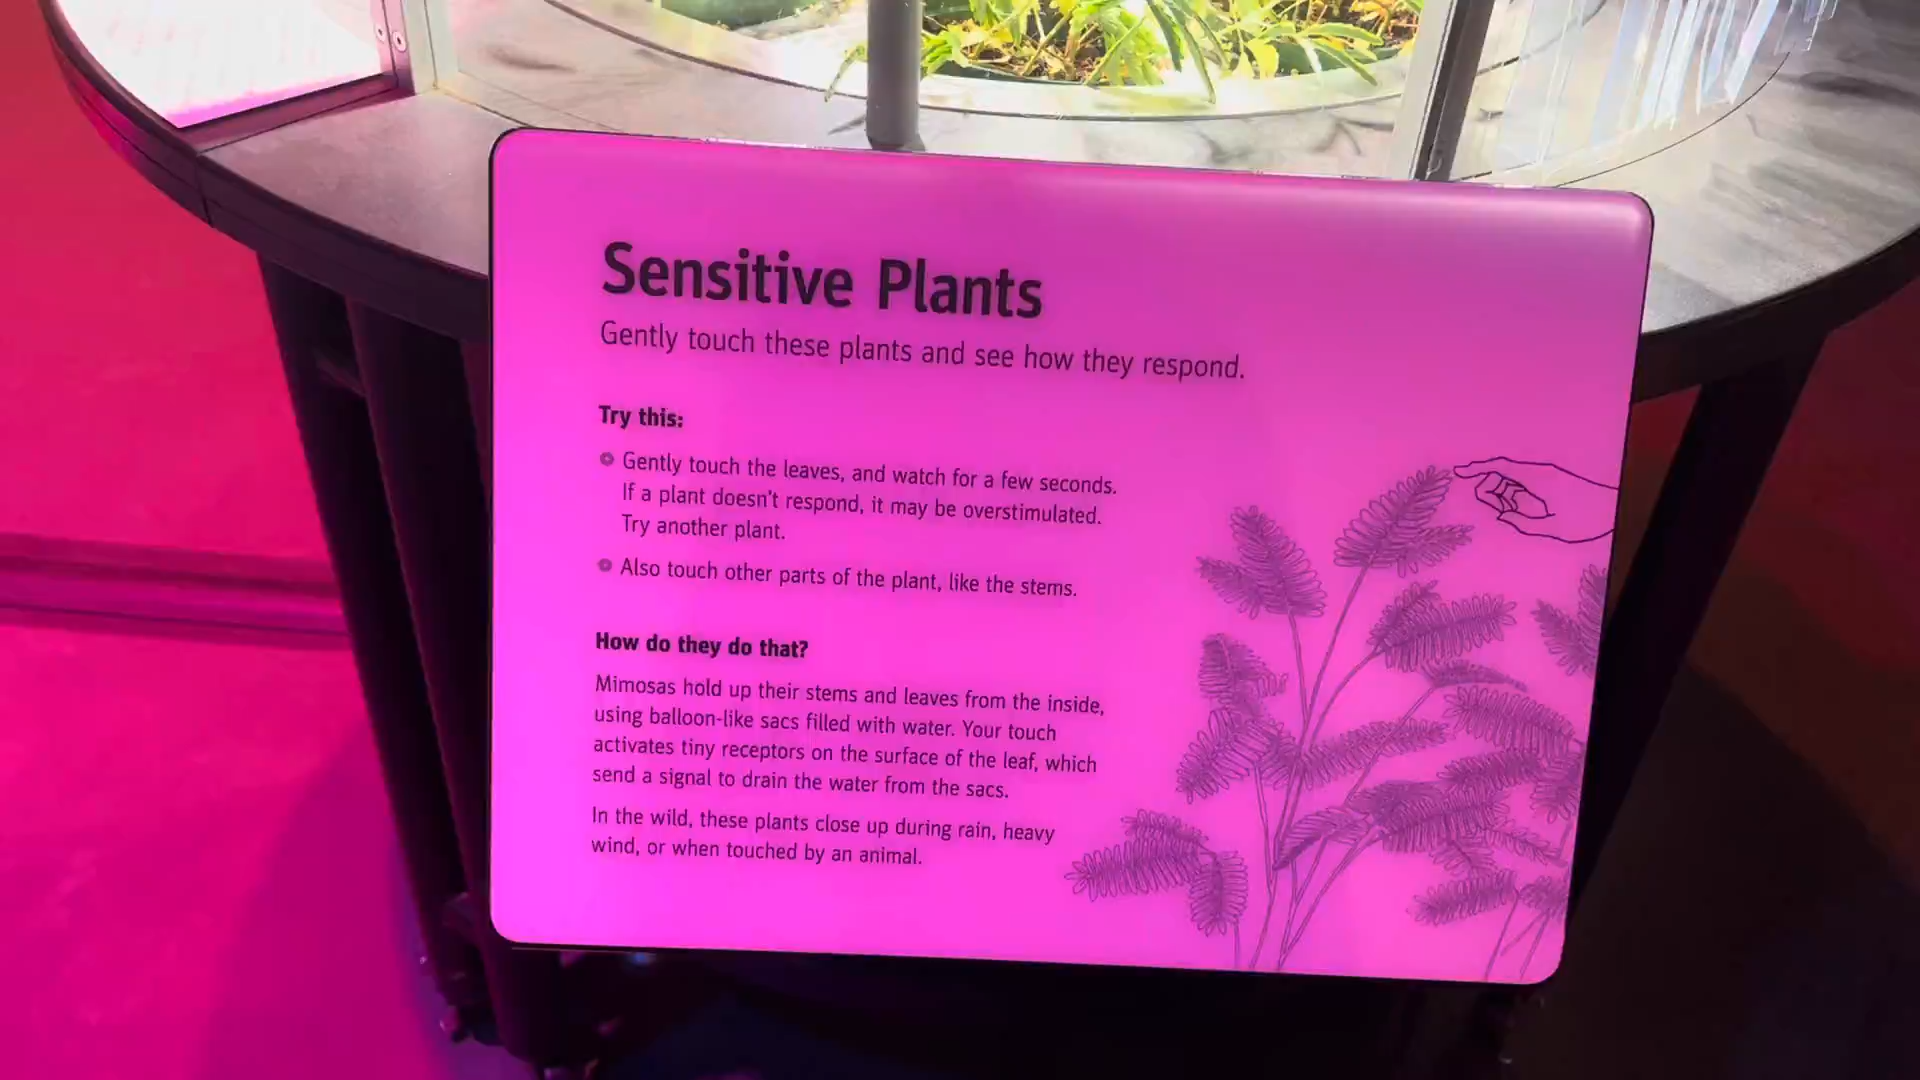 Sensitive Plants
Gently touch these plants and see how they respond.
Try this:
Gently touch the leaves, and watch for a few seconds.
If a plant doesn't respond, it may be overstimulated.
Try another plant.
Also touch other parts of the plant, like the stems.
How do they do that?
Mimosas hold up their stems and leaves from the inside,
using balloon-like sacs filled with water. Your touch
activates tiny receptors on the surface of the leaf, which
send a signal to drain the water from the sacs.
In the wild, these plants close up during rain, heavy
wind, or when touched by an animal.